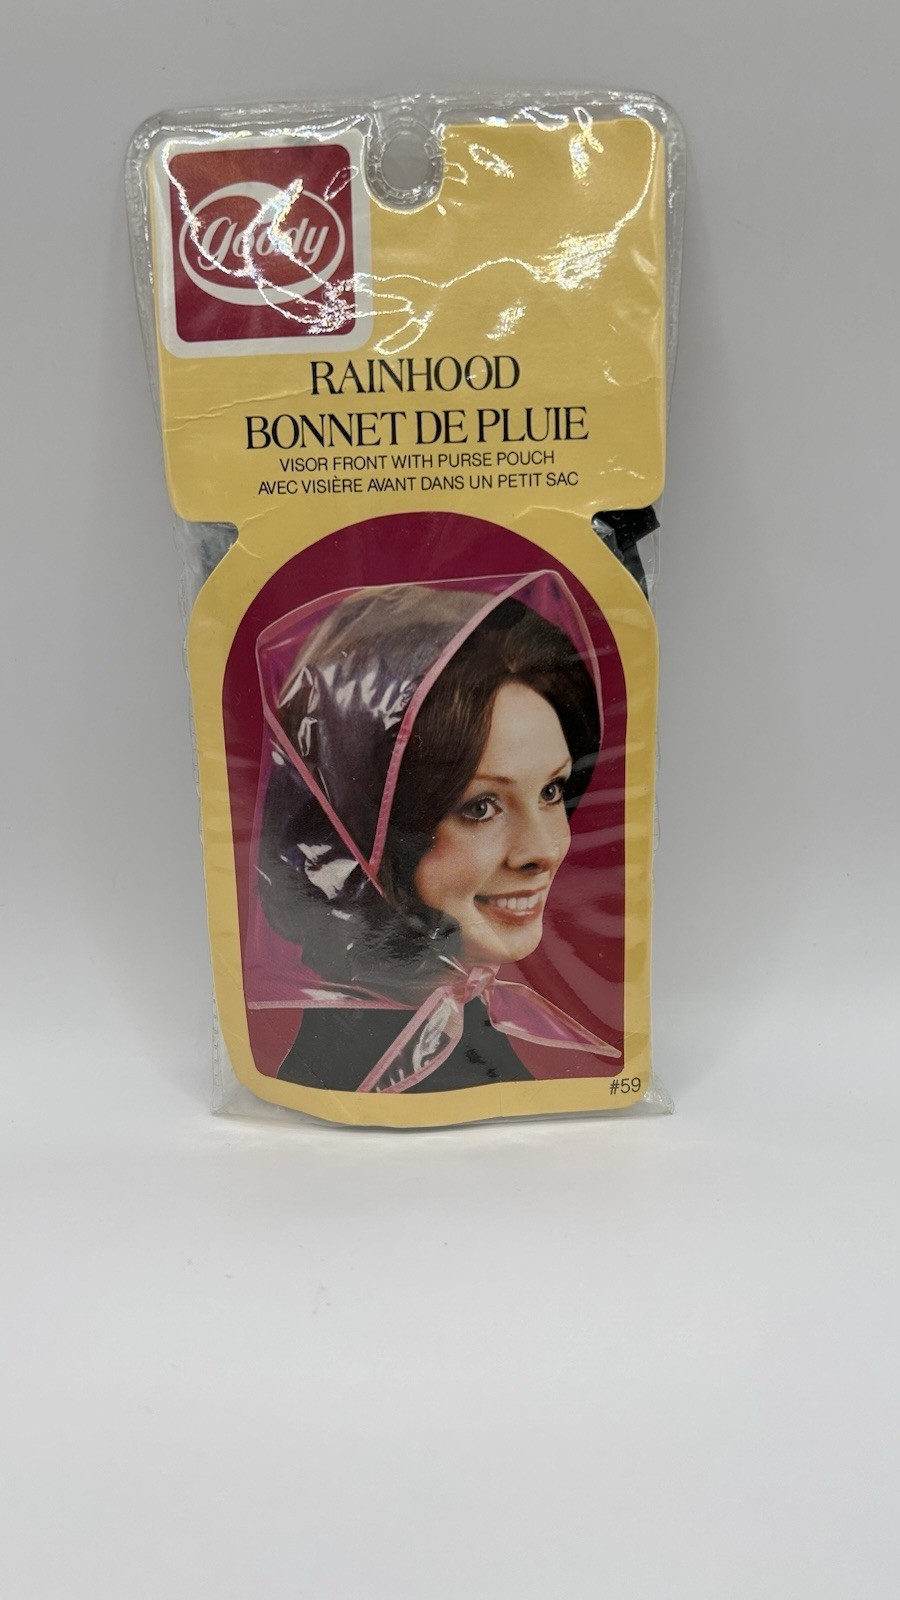 goody
RAINHOOD
BONNET DE PLUIE
VISOR FRONT WITH PURSE POUCH
AVEC VISIÈRE AVANT DANS UN PETIT SAC
#59